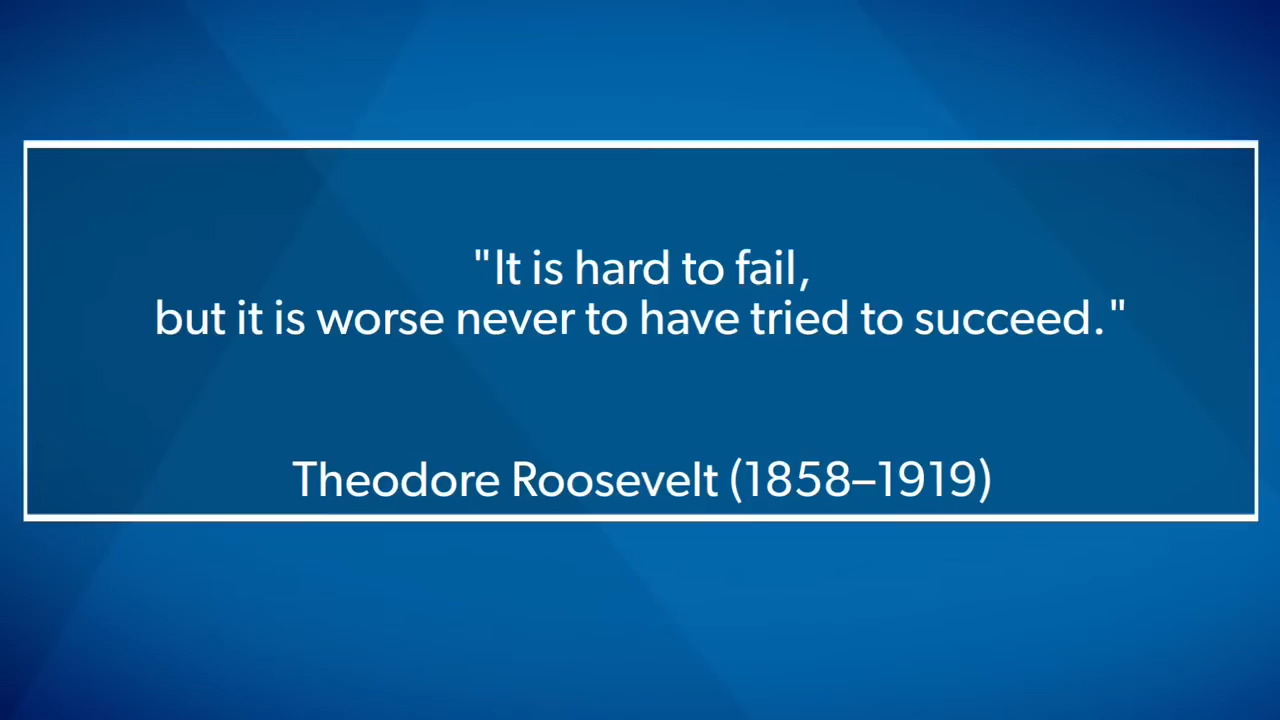 "It is hard to fail,
but it is worse never to have tried to succeed."
Theodore Roosevelt (1858–1919)